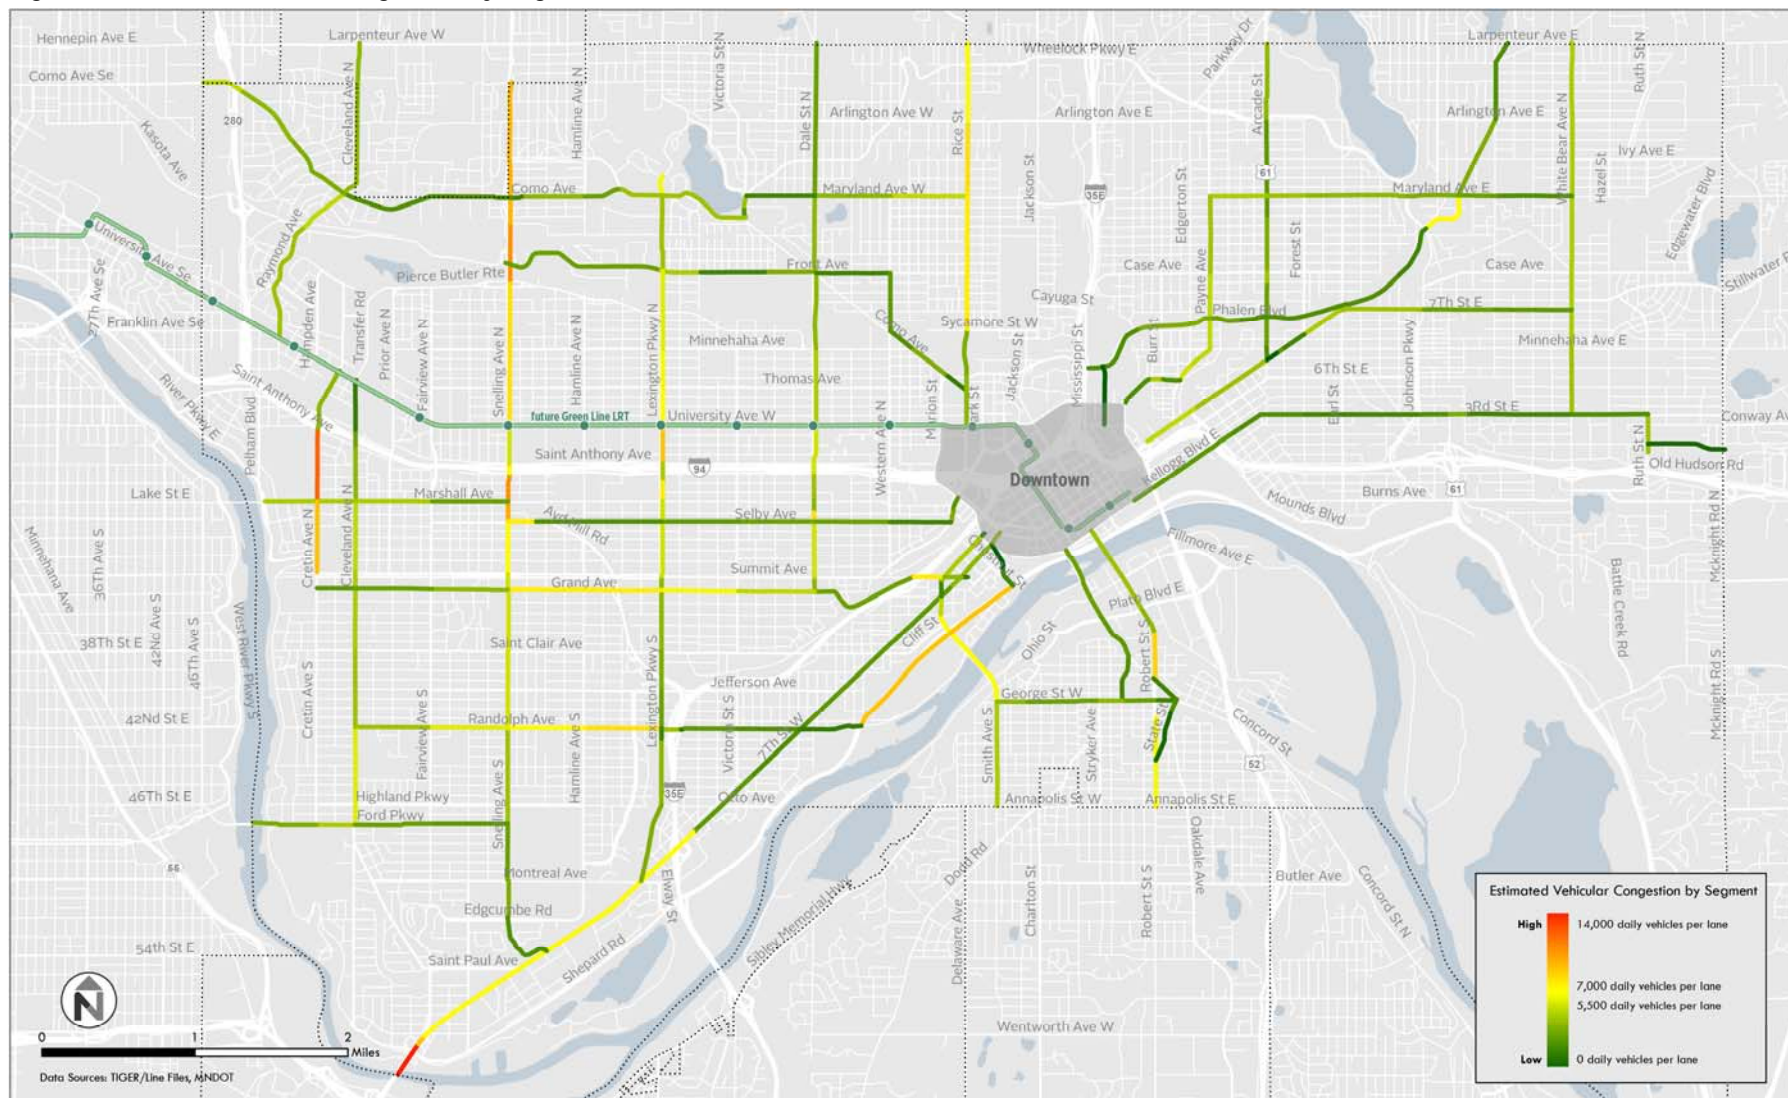 Hennepin Ave E
Larpenteur Ave W
Wheelock Pkwy E
Parkway Dr
Larpenteur Ave E
Ruth St N
Como Ave Se
Cleveland Ave N
Hamline Ave N
Victoria St N
Dale St N
Arlington Ave W
Rice St
Arlington Ave E
Arcade St
Arlington Ave E
White Bear Ave N
280
Kasota Ave
Ivy Ave E
Como Ave
Maryland Ave W
Jackson St
35E
Edgerton St
61
Maryland Ave E
Hazel St
Edgewater Blvd
University Ave Se
Raymond Ave
Pierce Butler Rte
Front Ave
Case Ave
Forest St
Case Ave
27Th Ave Se
Franklin Ave Se
Hampden Ave
Transfer Rd
Prior Ave N
Fairview Ave N
Snelling Ave N
Hamline Ave N
Lexington Pkwy N
Como Ave
Cayuga St
Payne Ave
Phalen Blvd
7Th St E
Sycamore St W
Minnehaha Ave
Jackson St
Mississippi St
Burr St
Johnson Pkwy
Minnehaha Ave E
Saint Anthony Ave
River Pkwy E
Thomas Ave
6Th St E
Pelham Blvd
future Green Line LRT
University Ave W
Western Ave N
Marion St
Earl St
3Rd St E
Conway Av
Saint Anthony Ave
94
Downtown
Kellogg Blvd E
Ruth St N
Old Hudson Rd
Lake St E
Marshall Ave
Burns Ave
61
Mounds Blvd
Minnehaha Ave
36Th Ave S
Cretin Ave N
Cleveland Ave N
Ayd Mill Rd
Selby Ave
Fillmore Ave E
Mcknight Rd N
Battle Creek Rd
42Nd Ave S
Grand Ave
Summit Ave
Chestnut St
Plato Blvd E
38Th St E
46Th Ave S
West River Pkwy S
Saint Clair Ave
Lexington Pkwy S
Cliff St
Ohio St
Robert St S
Jefferson Ave
George St W
Mcknight Rd S
42Nd St E
Cretin Ave S
Fairview Ave S
Randolph Ave
Hamline Ave S
Victoria St S
7Th St W
Smith Ave S
Stryker Ave
State St
Concord St
52
46Th St E
Highland Pkwy
Ford Pkwy
Snelling Ave S
35E
Otto Ave
Annapolis St W
Annapolis St E
55
Montreal Ave
Elway St
Dodd Rd
Charlton St
Robert St S
Oakdale Ave
Butler Ave
Concord St N
Edgcumbe Rd
54th St E
Saint Paul Ave
Shepard Rd
Sibley Memorial Hwy
Delaware Ave
Wentworth Ave W
N
0 1 2
Miles
Data Sources: TIGER/Line Files, MNDOT
Estimated Vehicular Congestion by Segment
High 14,000 daily vehicles per lane
7,000 daily vehicles per lane
5,500 daily vehicles per lane
Low 0 daily vehicles per lane